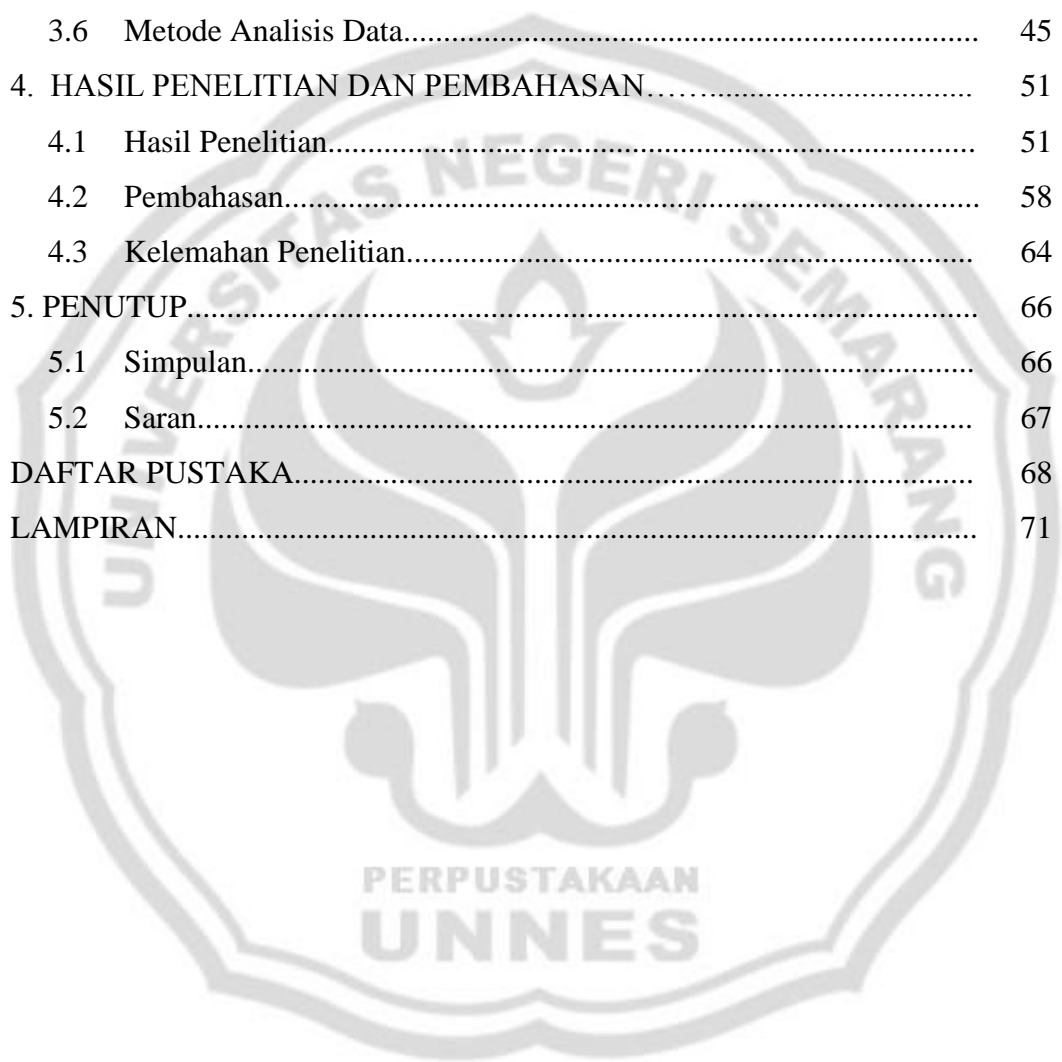 3.6 Metode Analisis Data........................................................................ 45
4. HASIL PENELITIAN DAN PEMBAHASAN……................................. 51
4.1 Hasil Penelitian................................................................................. 51
4.2 Pembahasan....................................................................................... 58
4.3 Kelemahan Penelitian....................................................................... 64
5. PENUTUP................................................................................................... 66
5.1 Simpulan........................................................................................... 66
5.2 Saran.................................................................................................. 67
DAFTAR PUSTAKA..................................................................................... 68
LAMPIRAN.................................................................................................... 71
UNIVERSITAS NEGERI SEMARANG
PERPUSTAKAAN
UNNES